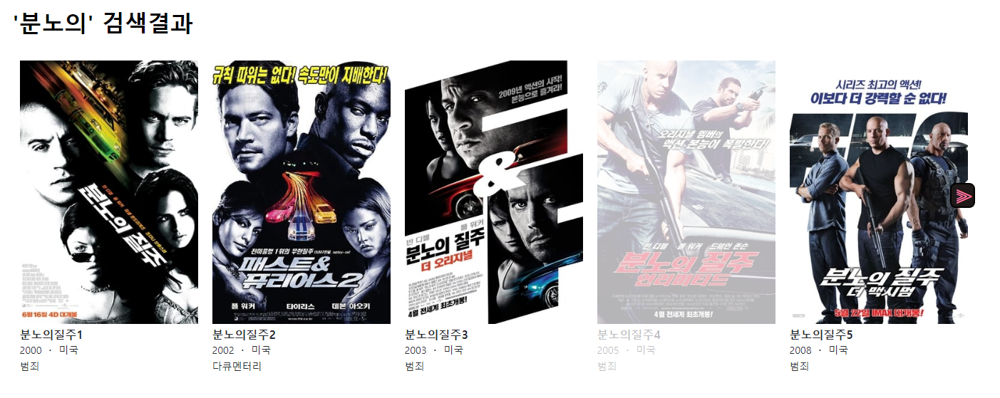 '분노의' 검색결과
규칙 따위는 없다! 속도만이 지배한다!
2009년 액션의 시작!
본능으로 즐겨라!
오리지널 멤버의
액션 본능이 폭발한다!
시리즈 최고의 액션!
이보다 더 강력할 순 없다!
분노의 질주
6월 16일 4D 대개봉
전미흥행 1위의 무한질주
패스트&
퓨리어스2
폴 워커 타이리스 데본 아오키
&
빈 디젤 폴 워커
분노의 질주
더 오리지널
4월 전세계 최초개봉!
빈 디젤 폴 워커 드웨인 존슨
분노의 질주
언리미티드
4월 전세계 최초개봉!
분노의 질주
더 맥시멈
5월 22일 IMAX 대개봉!
분노의질주1
2000 · 미국
범죄
분노의질주2
2002 · 미국
다큐멘터리
분노의질주3
2003 · 미국
범죄
분노의질주4
2005 · 미국
범죄
분노의질주5
2008 · 미국
범죄